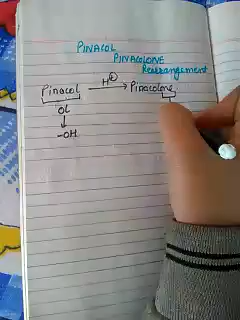 PINACOL
PINACOLONE
Rearrangement
Pinacol H⊕ → Pinacolone
OL
↓
-OH